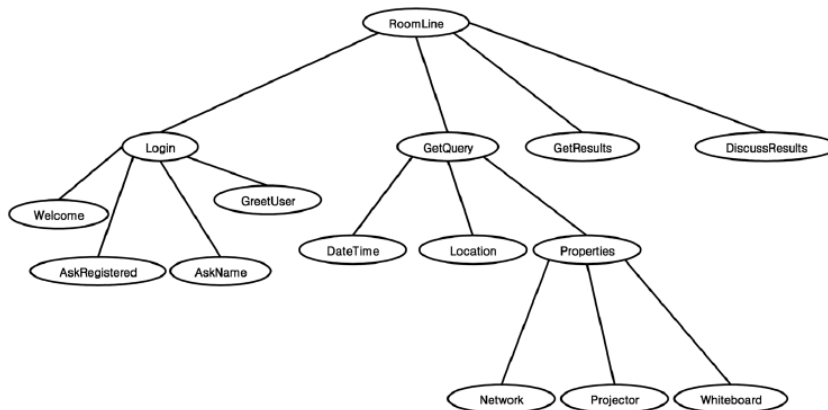 RoomLine
Login
GetQuery
GetResults
DiscussResults
Welcome
GreetUser
AskRegistered
AskName
DateTime
Location
Properties
Network
Projector
Whiteboard